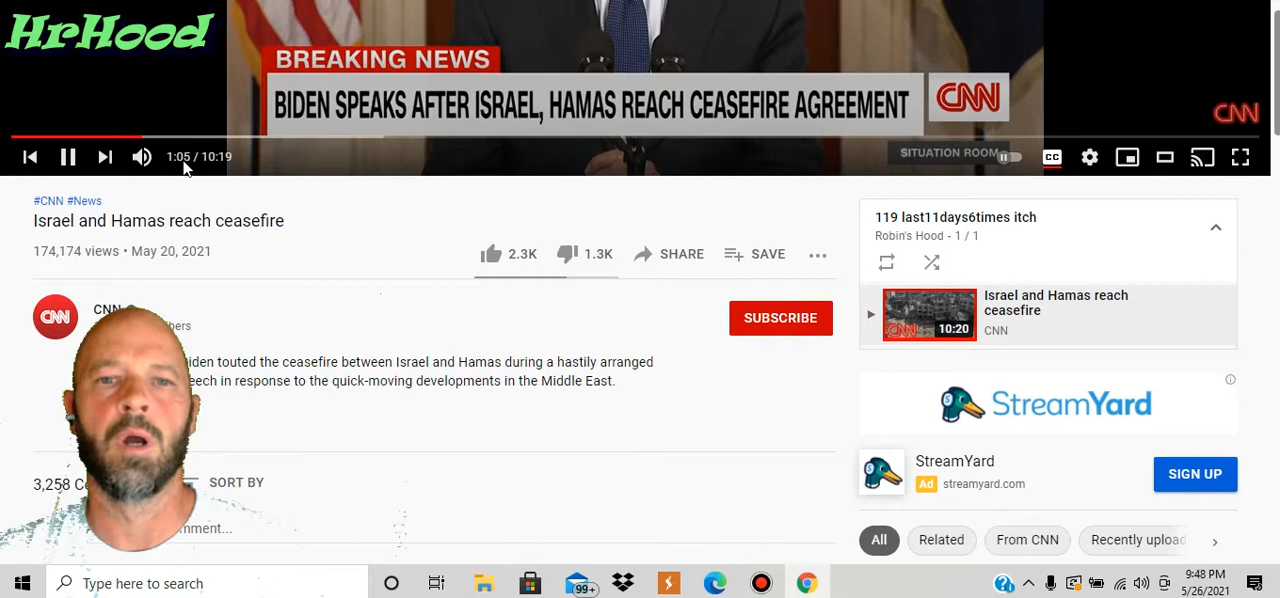 HrHood
BREAKING NEWS
BIDEN SPEAKS AFTER ISRAEL, HAMAS REACH CEASEFIRE AGREEMENT
CNN
CNN
1:05 / 10:19
SITUATION ROOM
CC
#CNN #News
Israel and Hamas reach ceasefire
174,174 views • May 20, 2021
2.3K
1.3K
SHARE
SAVE
119 last11days6times itch
Robin's Hood - 1 / 1
Israel and Hamas reach
ceasefire
CNN
10:20
CNN
CNN
CNN
SUBSCRIBE
iden touted the ceasefire between Israel and Hamas during a hastily arranged
eech in response to the quick-moving developments in the Middle East.
StreamYard
StreamYard
Ad streamyard.com
SIGN UP
3,258 C
SORT BY
mment...
All
Related
From CNN
Recently upload
Type here to search
99+
9:48 PM
5/26/2021